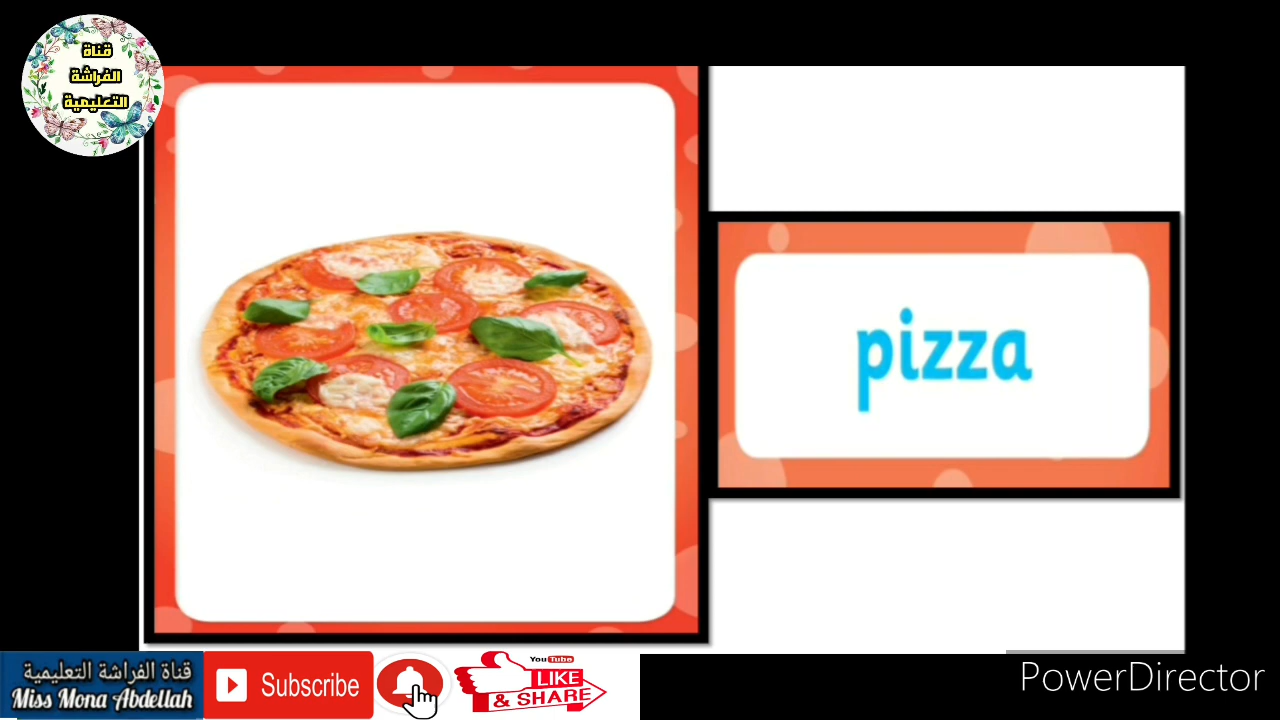 قناة
الفراشة
التعليمية
pizza
قناة الفراشة التعليمية
Miss Mona Abdellah
Subscribe
YouTube
LIKE
& SHARE
PowerDirector